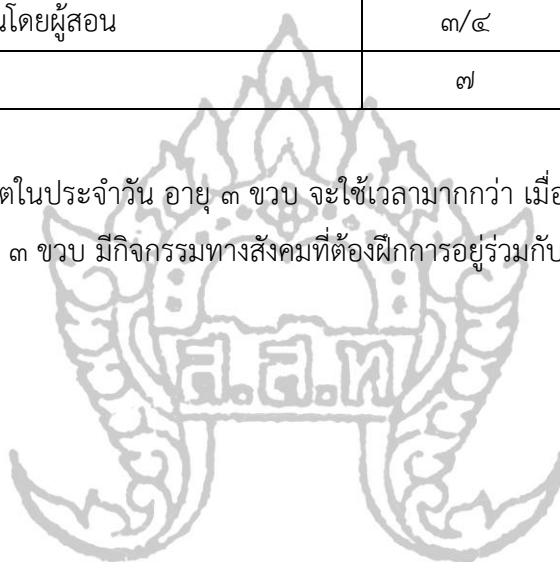 นโดยผู้สอน ๓/๔
๗
ตในประจำวัน อายุ ๓ ขวบ จะใช้เวลามากกว่า เมื่อ
๓ ขวบ มีกิจกรรมทางสังคมที่ต้องฝึกการอยู่ร่วมกับ
ส.ส.ท